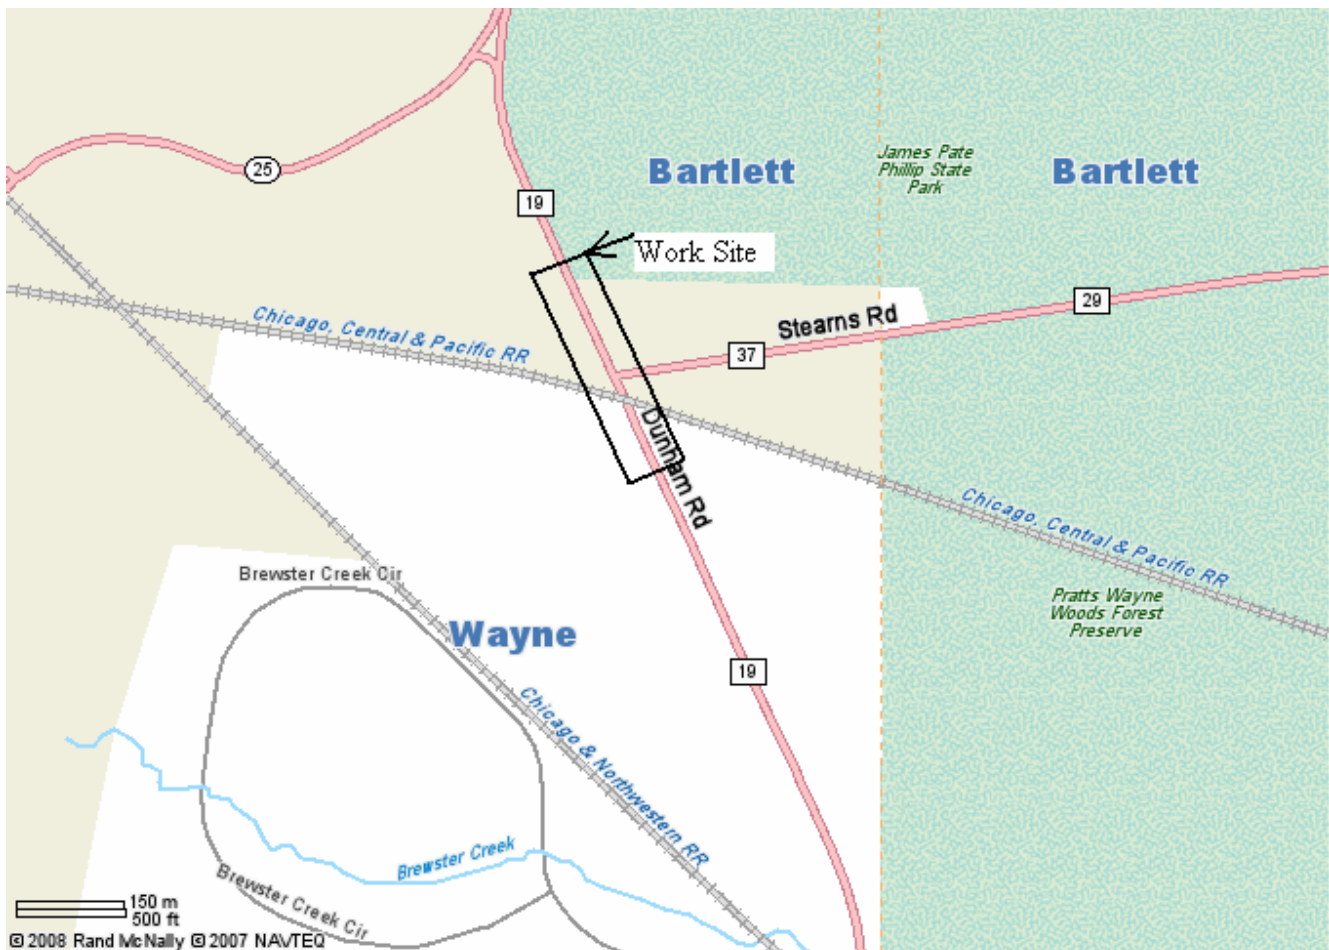 25
19
Bartlett
James Pate
Phillip State
Park
Bartlett
Work Site
Chicago, Central & Pacific RR
Stearns Rd
29
37
Dunham Rd
Chicago, Central & Pacific RR
Brewster Creek Cir
Wayne
Pratts Wayne
Woods Forest
Preserve
19
Chicago & Northwestern RR
Brewster Creek
Brewster Creek Cir
150 m
500 ft
© 2008 Rand McNally © 2007 NAVTEQ